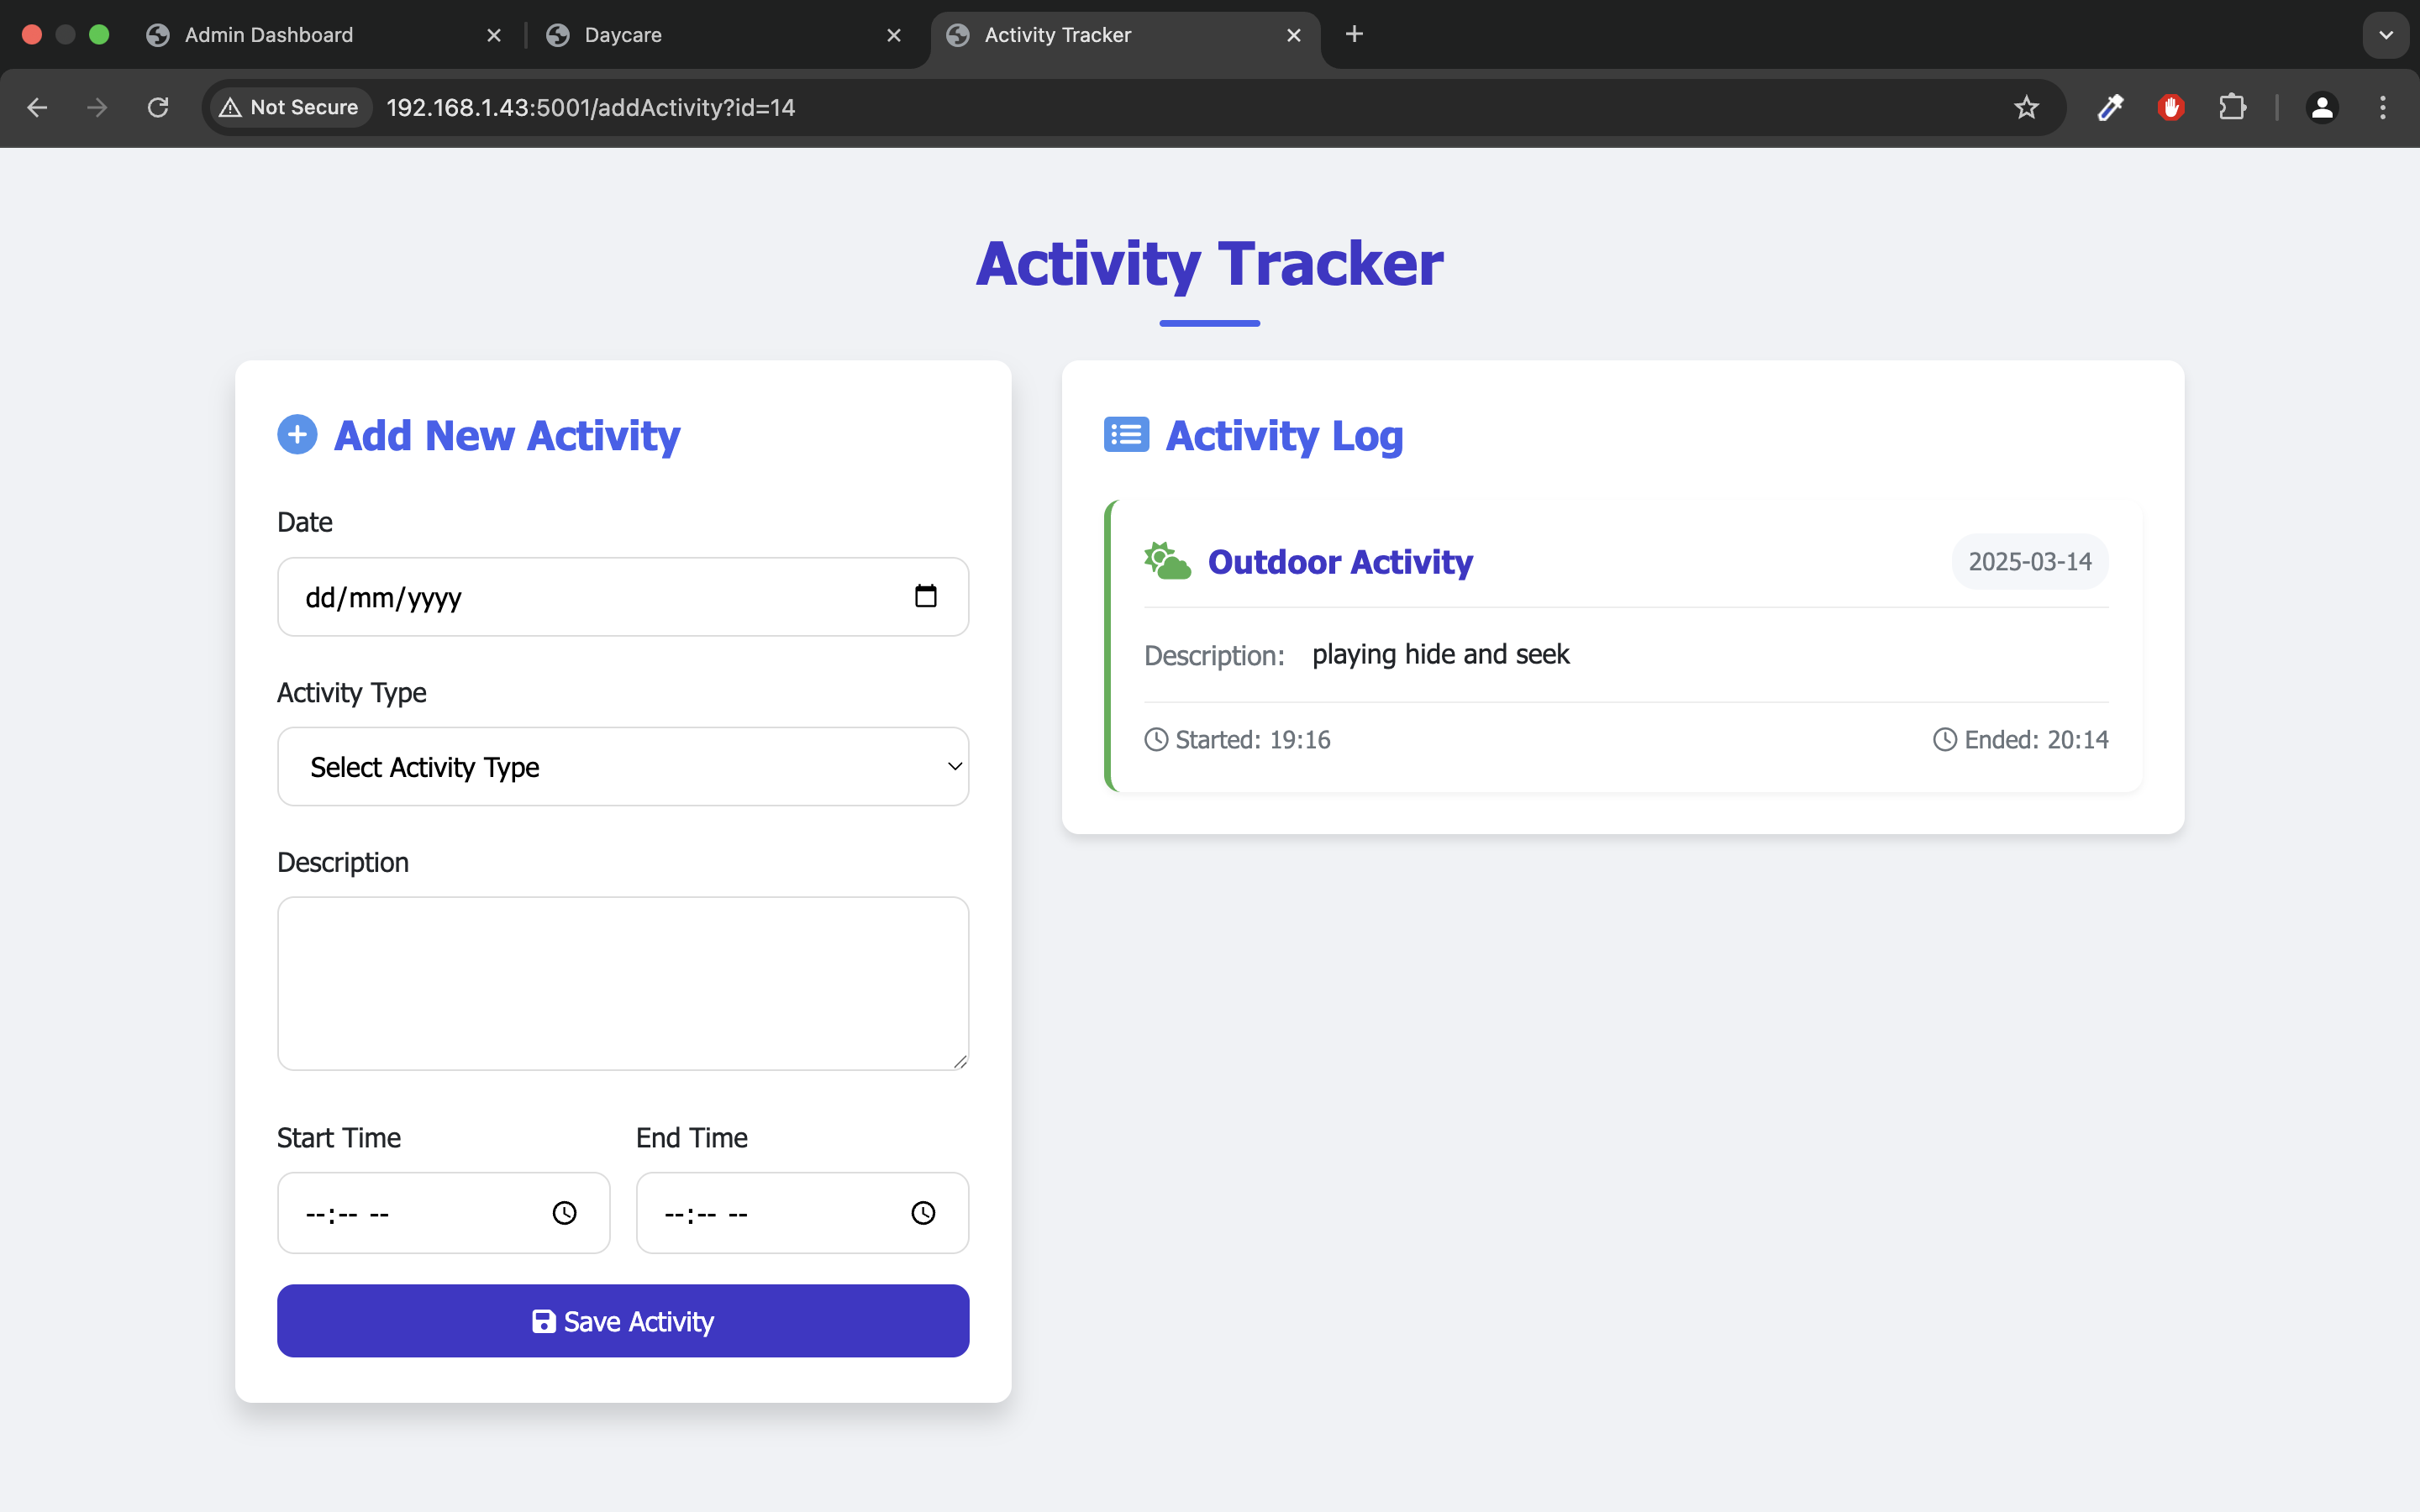 Admin Dashboard
Daycare
Activity Tracker
Not Secure
192.168.1.43:5001/addActivity?id=14
Activity Tracker
Add New Activity
Date
dd/mm/yyyy
Activity Type
Select Activity Type
Description
Start Time
End Time
--:-- --
--:-- --
Save Activity
Activity Log
Outdoor Activity
2025-03-14
Description: playing hide and seek
Started: 19:16
Ended: 20:14